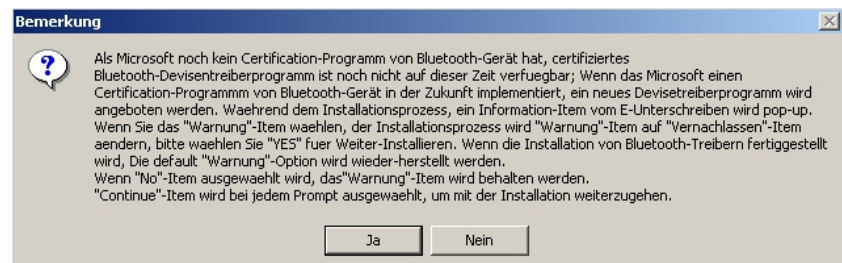 Bemerkung
Als Microsoft noch kein Certification-Programm von Bluetooth-Gerät hat, certifiziertes
Bluetooth-Devisentreiberprogramm ist noch nicht auf dieser Zeit verfuegbar; Wenn das Microsoft einen
Certification-Programmm von Bluetooth-Gerät in der Zukunft implementiert, ein neues Devisetreiberprogramm wird
angeboten werden. Waehrend dem Installationsprozess, ein Information-Item vom E-Unterschreiben wird pop-up.
Wenn Sie das "Warnung"-Item waehlen, der Installationsprozess wird "Warnung"-Item auf "Vernachlassen"-Item
aendern, bitte waehlen Sie "YES" fuer Weiter-Installieren. Wenn die Installation von Bluetooth-Treibern fertiggestellt
wird, Die default "Warnung"-Option wird wieder-herstellt werden.
Wenn "No"-Item ausgewaehlt wird, das"Warnung"-Item wird behalten werden.
"Continue"-Item wird bei jedem Prompt ausgewaehlt, um mit der Installation weiterzugehen.
Ja
Nein